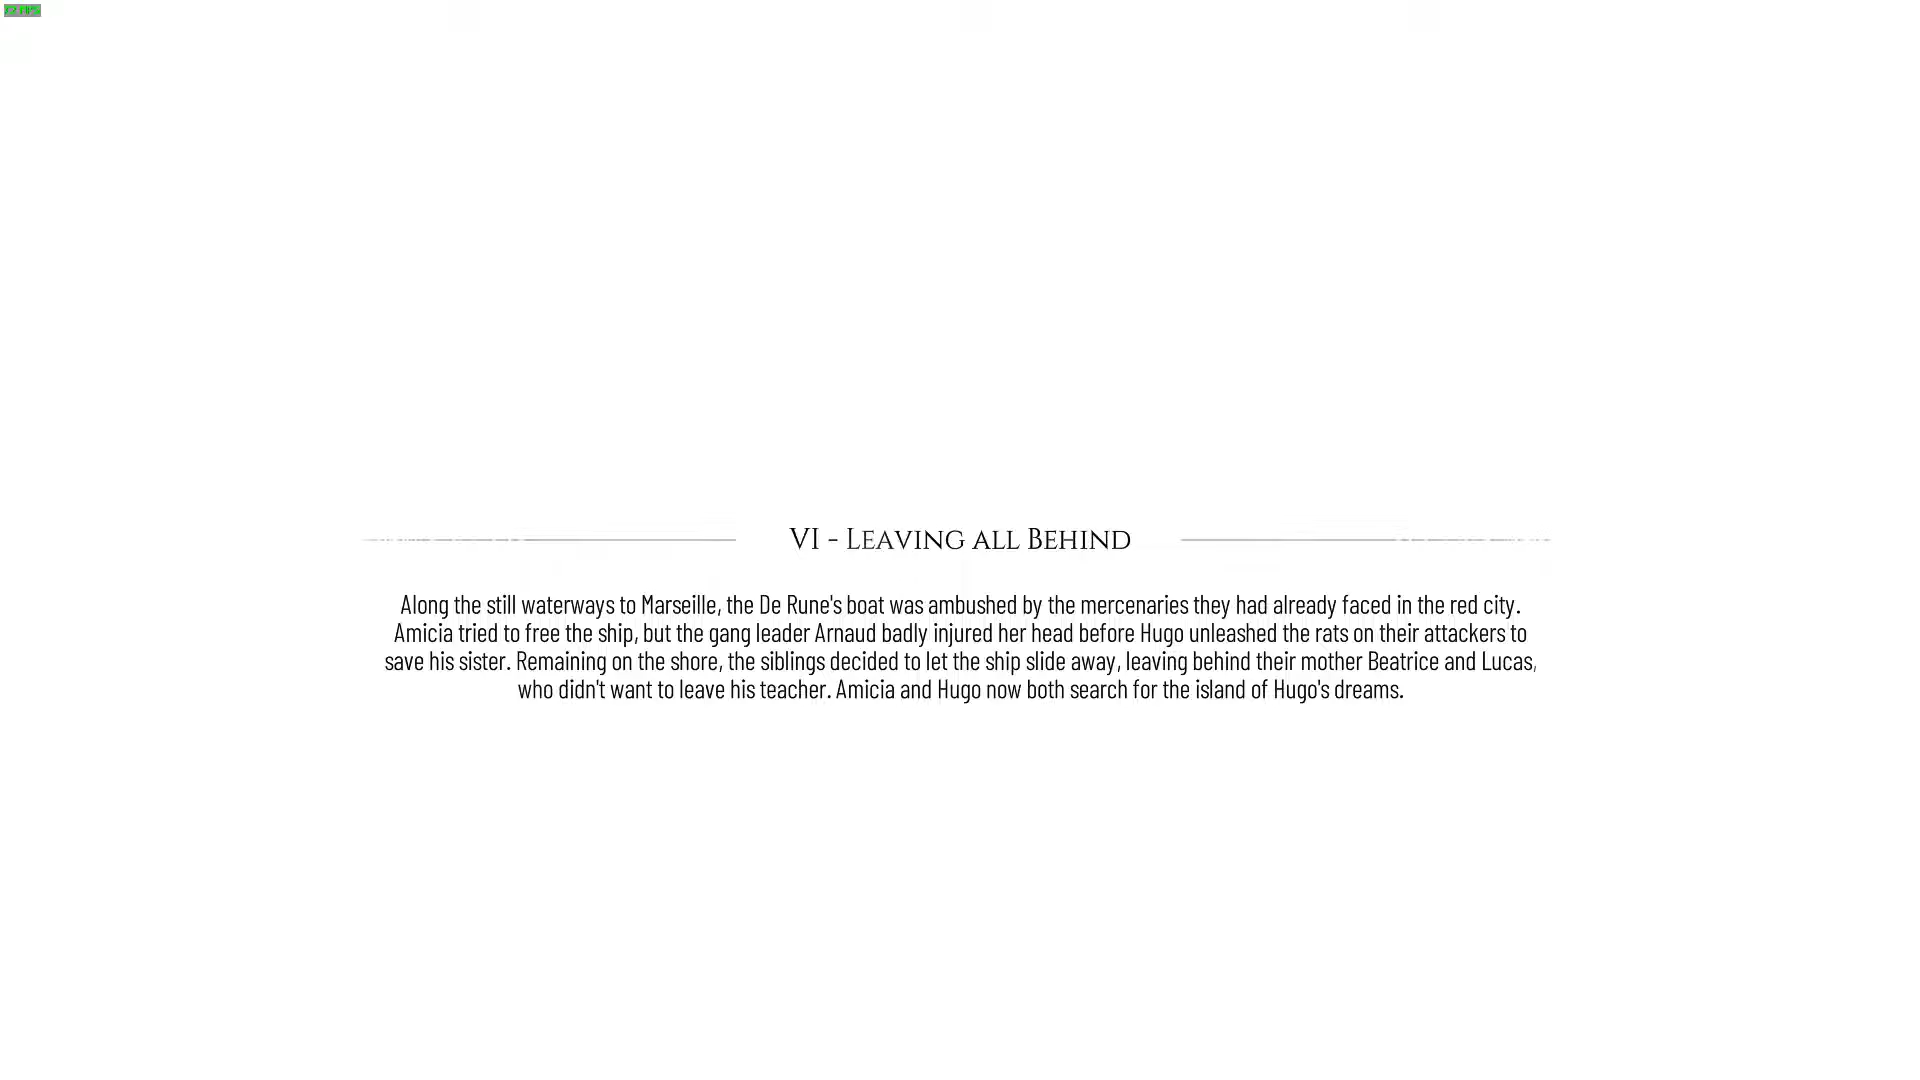 VI - Leaving all Behind
Along the still waterways to Marseille, the De Rune's boat was ambushed by the mercenaries they had already faced in the red city.
Amicia tried to free the ship, but the gang leader Arnaud badly injured her head before Hugo unleashed the rats on their attackers to
save his sister. Remaining on the shore, the siblings decided to let the ship slide away, leaving behind their mother Beatrice and Lucas,
who didn't want to leave his teacher. Amicia and Hugo now both search for the island of Hugo's dreams.